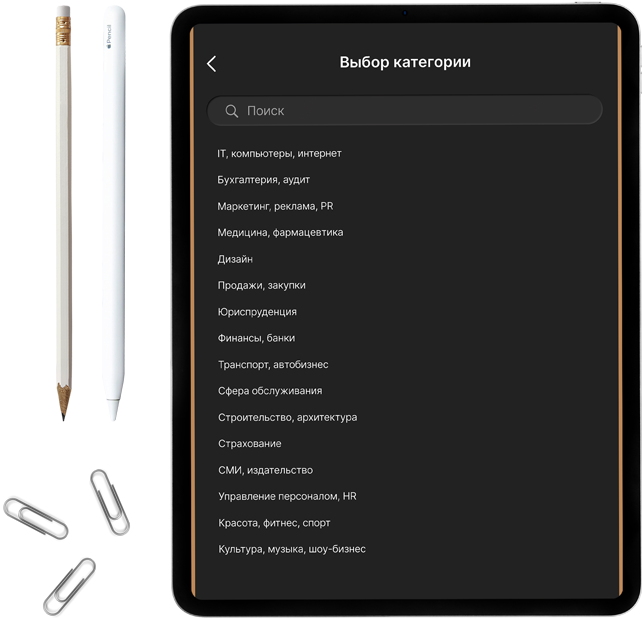 Pencil
Выбор категории
Поиск
IT, компьютеры, интернет
Бухгалтерия, аудит
Маркетинг, реклама, PR
Медицина, фармацевтика
Дизайн
Продажи, закупки
Юриспруденция
Финансы, банки
Транспорт, автобизнес
Сфера обслуживания
Строительство, архитектура
Страхование
СМИ, издательство
Управление персоналом, HR
Красота, фитнес, спорт
Культура, музыка, шоу-бизнес